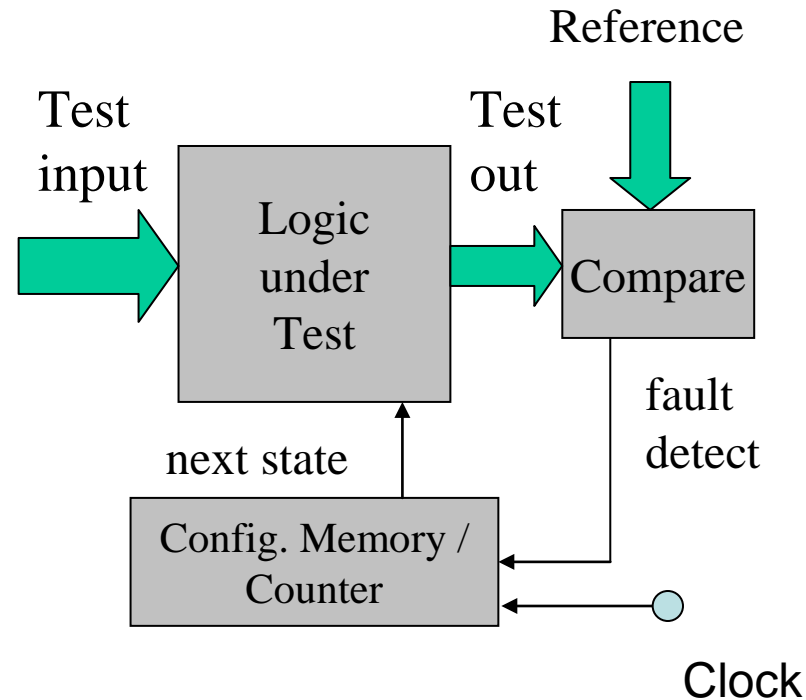 Reference
Test
input
Logic
under
Test
Test
out
Compare
fault
detect
next state
Config. Memory /
Counter
Clock